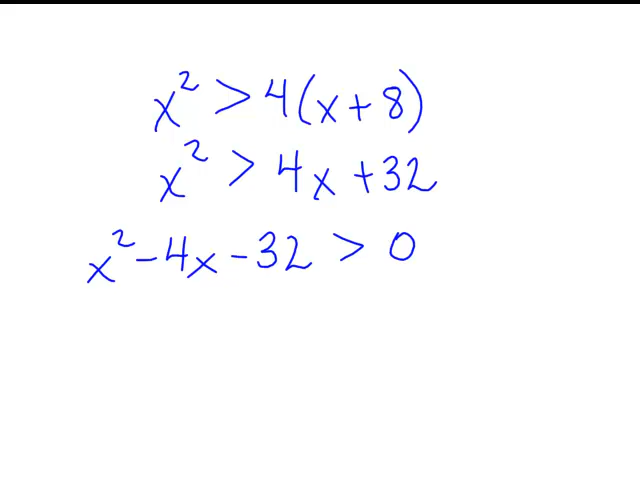 x² > 4(x + 8)
x² > 4x + 32
x² - 4x - 32 > 0